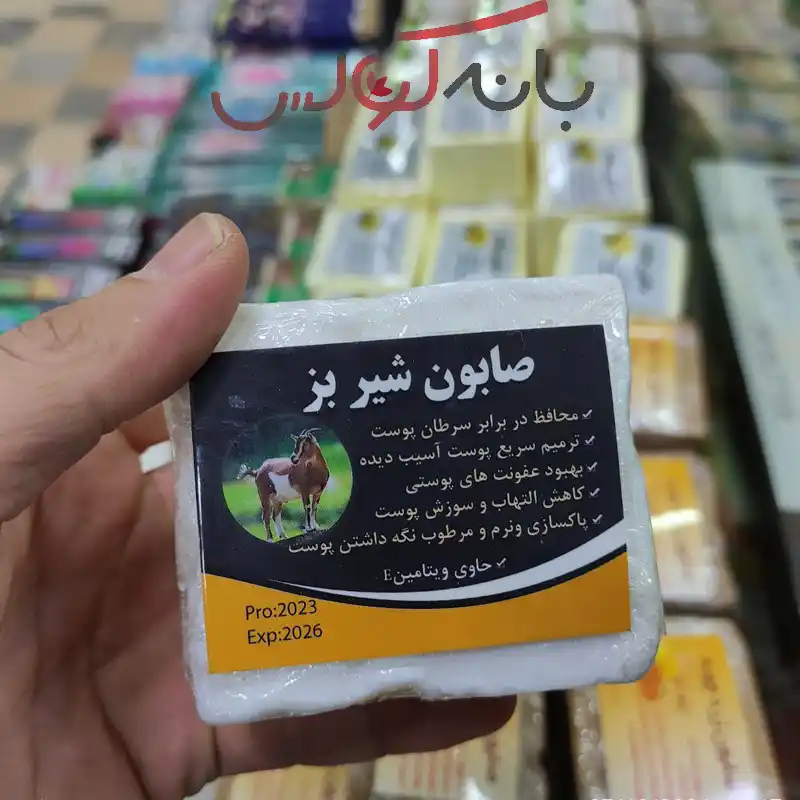 بانه لوکس
صابون شیر بز
✓ محافظ در برابر سرطان پوست
✓ ترمیم سریع پوست آسیب دیده
✓ بهبود عفونت های پوستی
✓ کاهش التهاب و سوزش پوست
✓ پاکسازی ونرم و مرطوب نگه داشتن پوست
✓ حاوی ویتامینE
Pro:2023
Exp:2026